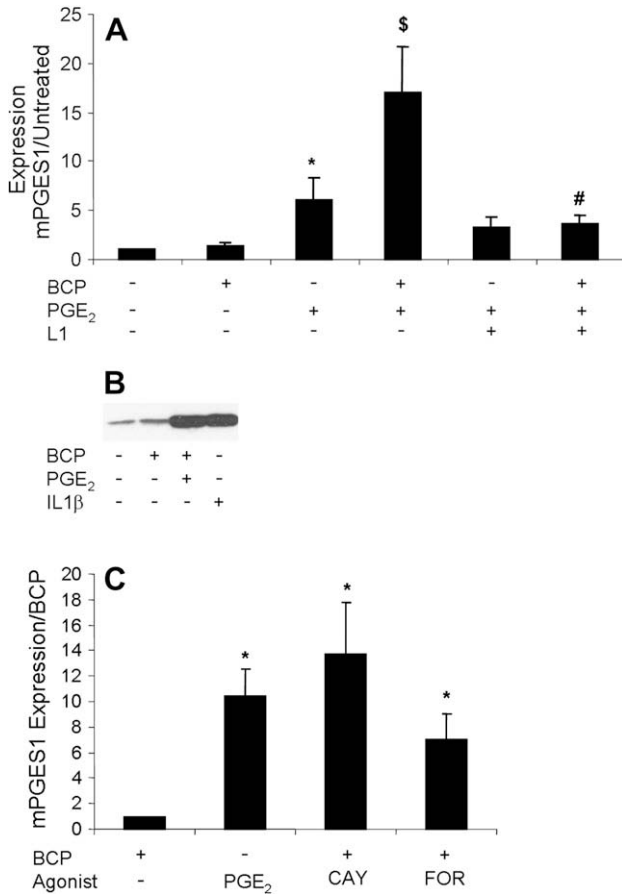 A
Expression
mPGES1/Untreated
25
20
15
10
5
0
*
$
#
BCP - + - + - +
PGE₂ - - + + + +
L1 - - - - + +
B
BCP - + + -
PGE₂ - - + -
IL1β - - - +
C
mPGES1 Expression/BCP
20
18
16
14
12
10
8
6
4
2
0
*
*
*
BCP + - + +
Agonist - PGE₂ CAY FOR